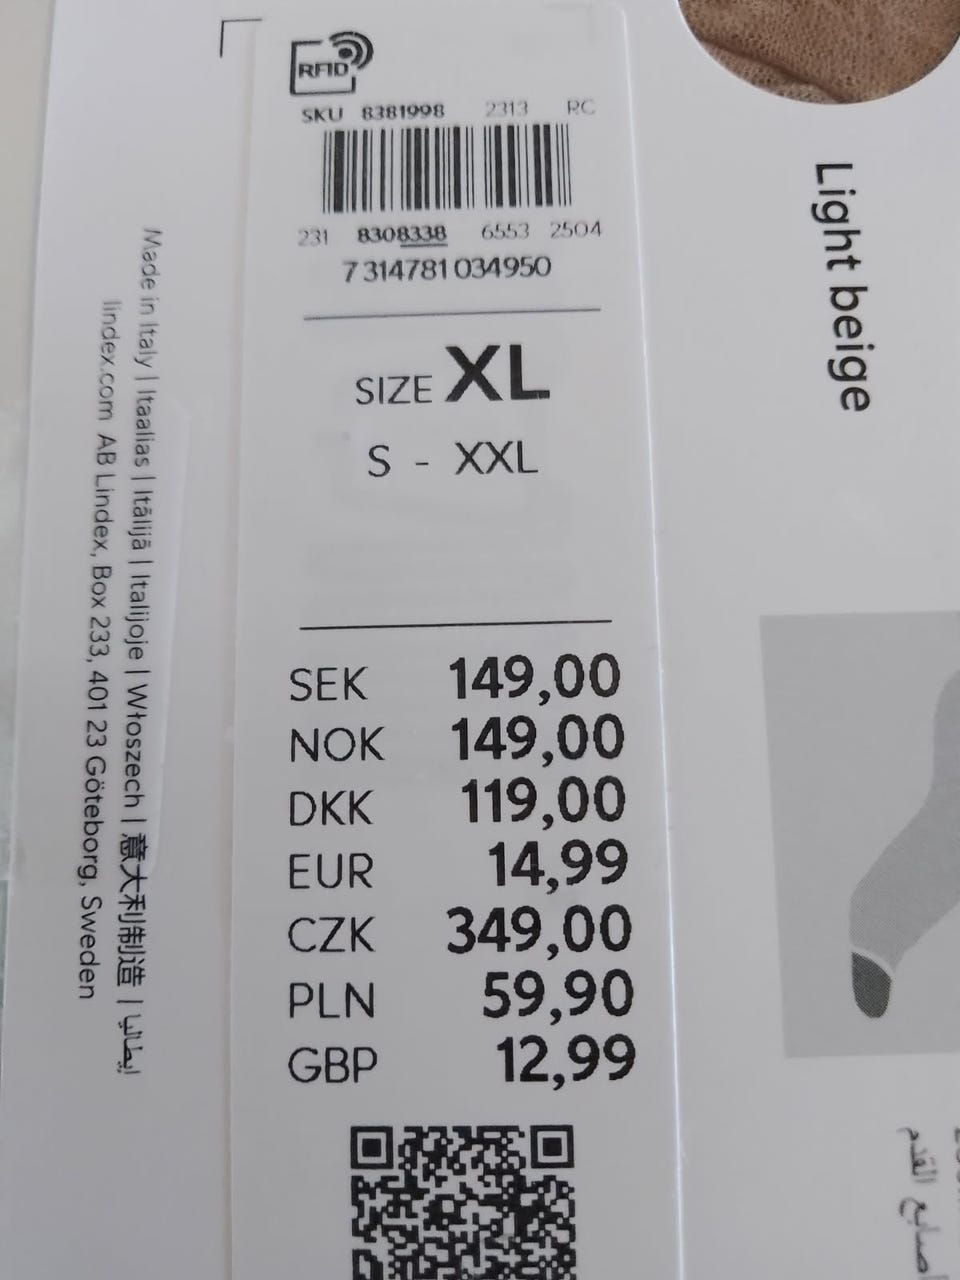 RFID
SKU 8381998 2313 RC
231 8308338 6553 2504
7314781034950
SIZE XL
S - XXL
SEK 149,00
NOK 149,00
DKK 119,00
EUR 14,99
CZK 349,00
PLN 59,90
GBP 12,99
Made in Italy | Itaalias | Itālijā | Italijoje | Włoszech | 意大利制造 | إيطاليا
lindex.com AB Lindex, Box 233, 401 23 Göteborg, Sweden
Light beige
أصابع القدم